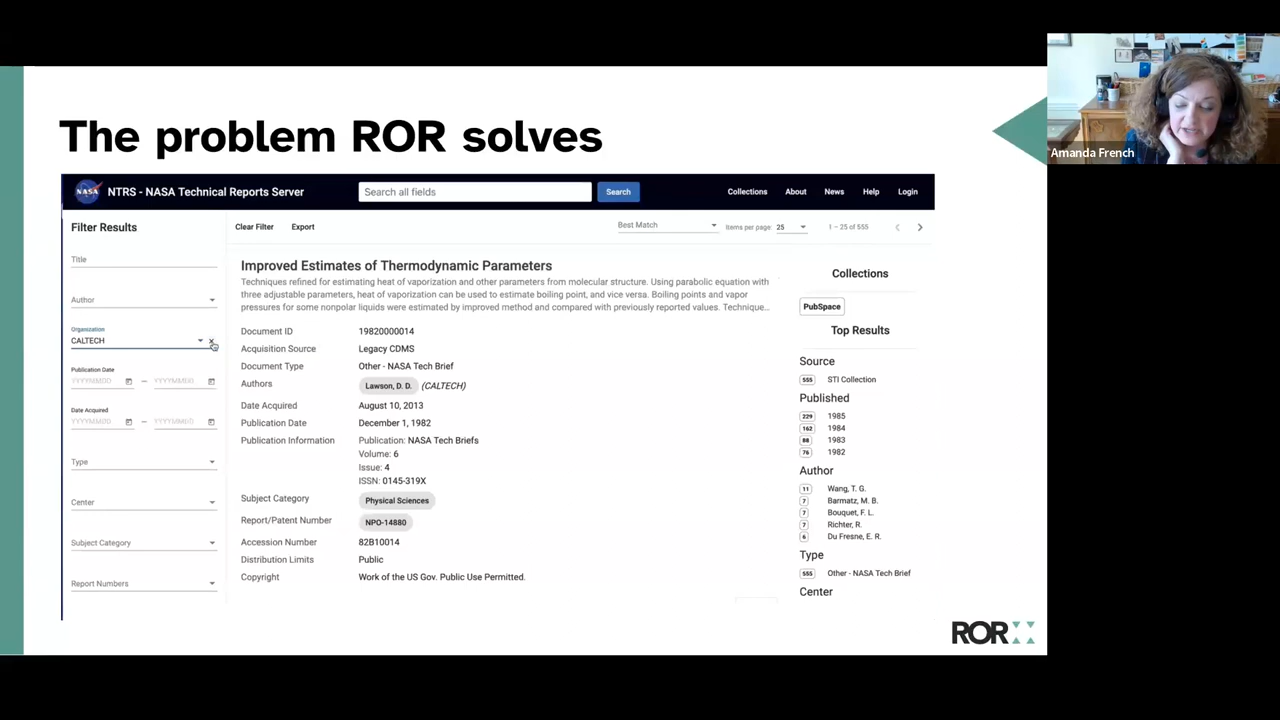 The problem ROR solves
Amanda French
NASA
NTRS - NASA Technical Reports Server
Search all fields
Search
Collections
About
News
Help
Login
Filter Results
Title
Author
Organization
CALTECH
Publication Date
YYYYMMDD – YYYYMMDD
Date Acquired
YYYYMMDD – YYYYMMDD
Type
Center
Subject Category
Report Numbers
Clear Filter
Export
Best Match
Items per page: 25
1 – 25 of 555
Improved Estimates of Thermodynamic Parameters
Techniques refined for estimating heat of vaporization and other parameters from molecular structure. Using parabolic equation with
three adjustable parameters, heat of vaporization can be used to estimate boiling point, and vice versa. Boiling points and vapor
pressures for some nonpolar liquids were estimated by improved method and compared with previously reported values. Technique...
Document ID 19820000014
Acquisition Source Legacy CDMS
Document Type Other - NASA Tech Brief
Authors Lawson, D. D. (CALTECH)
Date Acquired August 10, 2013
Publication Date December 1, 1982
Publication Information Publication: NASA Tech Briefs
Volume: 6
Issue: 4
ISSN: 0145-319X
Subject Category Physical Sciences
Report/Patent Number NPO-14880
Accession Number 82B10014
Distribution Limits Public
Copyright Work of the US Gov. Public Use Permitted.
Collections
PubSpace
Top Results
Source
555 STI Collection
Published
229 1985
162 1984
88 1983
76 1982
Author
11 Wang, T. G.
7 Barmatz, M. B.
7 Bouquet, F. L.
7 Richter, R.
6 Du Fresne, E. R.
Type
555 Other - NASA Tech Brief
Center
ROR